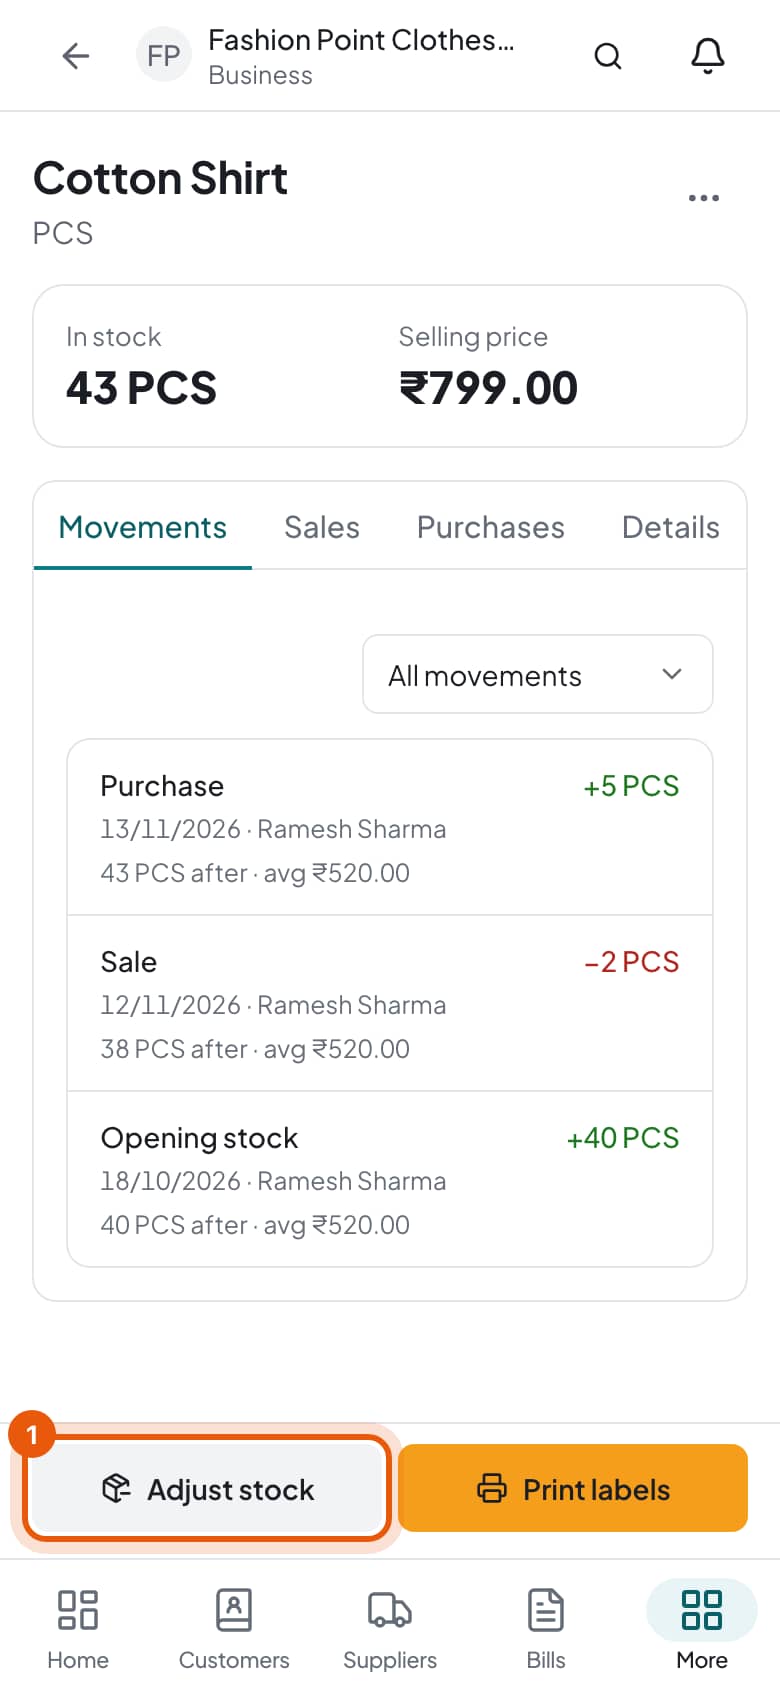 FP
Fashion Point Clothes...
Business
Cotton Shirt
PCS
In stock
Selling price
43 PCS
₹799.00
Movements
Sales
Purchases
Details
All movements
Purchase
+5 PCS
13/11/2026 · Ramesh Sharma
43 PCS after · avg ₹520.00
Sale
−2 PCS
12/11/2026 · Ramesh Sharma
38 PCS after · avg ₹520.00
Opening stock
+40 PCS
18/10/2026 · Ramesh Sharma
40 PCS after · avg ₹520.00
1
Adjust stock
Print labels
Home
Customers
Suppliers
Bills
More